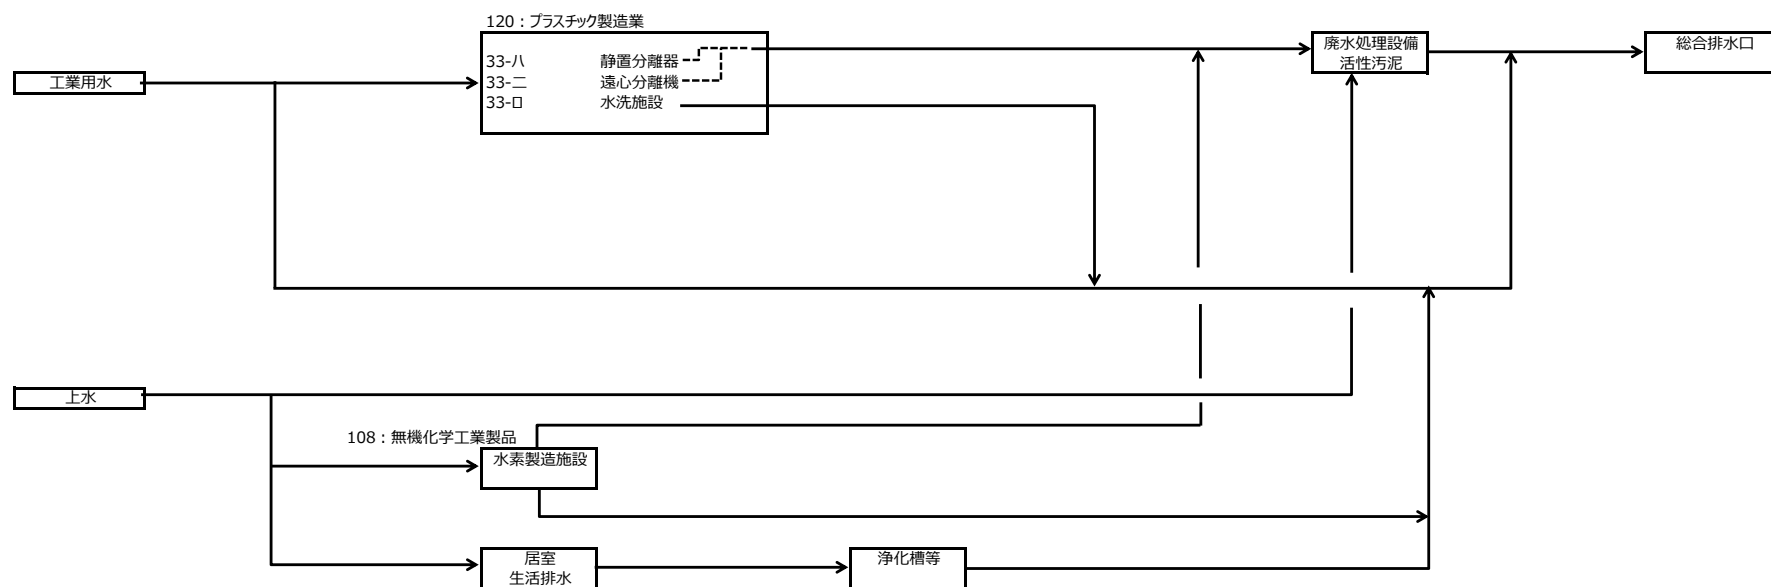 120：プラスチック製造業
33-ハ 静置分離器
33-ニ 遠心分離機
33-ロ 水洗施設
廃水処理設備
活性汚泥
総合排水口
工業用水
上水
108：無機化学工業製品
水素製造施設
居室
生活排水
浄化槽等